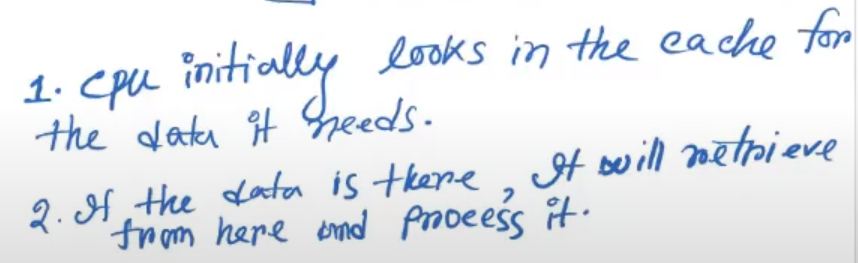 1. CPU initially looks in the cache for
the data it needs.
2. If the data is there, It will retrieve
from here and process it.